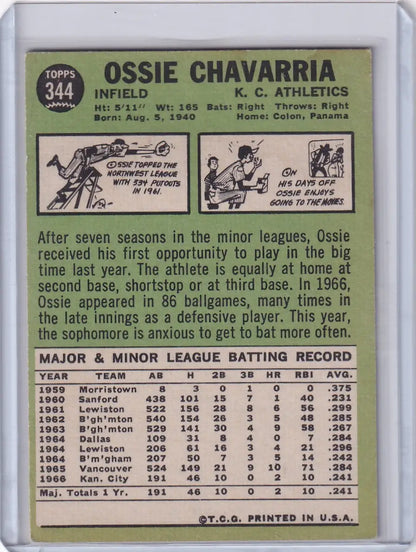 TOPPS
344
OSSIE CHAVARRIA
INFIELD K. C. ATHLETICS
Ht: 5'11" Wt: 165 Bats: Right Throws: Right
Born: Aug. 5, 1940 Home: Colon, Panama
OSSIE TOPPED THE
NORTHWEST LEAGUE
WITH 334 PUTOUTS
IN 1961.
ON
HIS DAYS OFF
OSSIE ENJOYS
GOING TO THE MOVIES.
After seven seasons in the minor leagues, Ossie
received his first opportunity to play in the big
time last year. The athlete is equally at home at
second base, shortstop or at third base. In 1966,
Ossie appeared in 86 ballgames, many times in
the late innings as a defensive player. This year,
the sophomore is anxious to get to bat more often.
MAJOR & MINOR LEAGUE BATTING RECORD
YEAR TEAM AB H 2B 3B HR RBI AVG.
1959 Morristown 8 3 0 1 0 0 .375
1960 Sanford 438 101 15 7 1 40 .231
1961 Lewiston 522 156 28 8 6 56 .299
1962 B'gh'mton 540 154 26 3 5 48 .285
1963 B'gh'mton 529 141 30 4 9 58 .267
1964 Dallas 109 31 8 4 0 7 .284
1964 Lewiston 206 61 16 3 4 21 .296
1964 B'm'gham 207 50 7 3 5 14 .242
1965 Vancouver 524 149 21 9 10 71 .284
1966 Kan. City 191 46 10 0 2 10 .241
Maj. Totals 1 Yr. 191 46 10 0 2 10 .241
©T.C.G. PRINTED IN U.S.A.